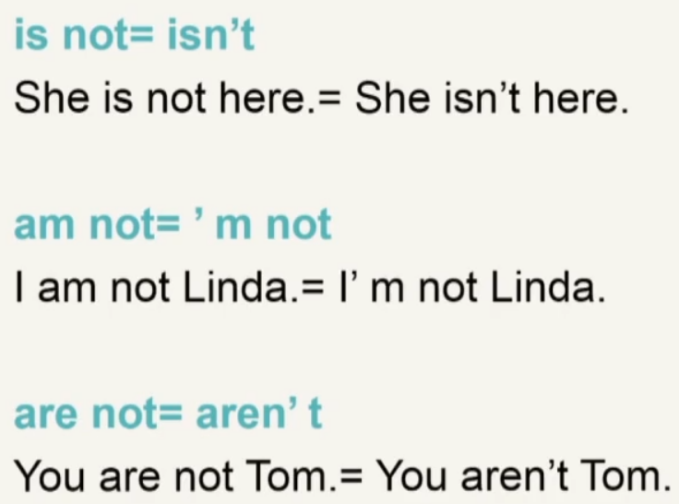 is not= isn’t
She is not here.= She isn’t here.
am not= ’ m not
I am not Linda.= I’ m not Linda.
are not= aren’ t
You are not Tom.= You aren’t Tom.